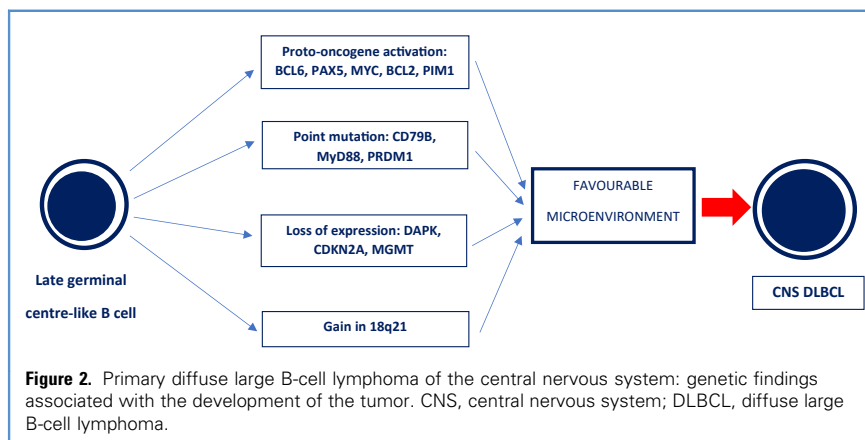 Proto-oncogene activation:
BCL6, PAX5, MYC, BCL2, PIM1
Point mutation: CD79B,
MyD88, PRDM1
FAVOURABLE
MICROENVIRONMENT
Loss of expression: DAPK,
CDKN2A, MGMT
Late germinal
centre-like B cell
Gain in 18q21
CNS DLBCL
Figure 2. Primary diffuse large B-cell lymphoma of the central nervous system: genetic findings
associated with the development of the tumor. CNS, central nervous system; DLBCL, diffuse large
B-cell lymphoma.